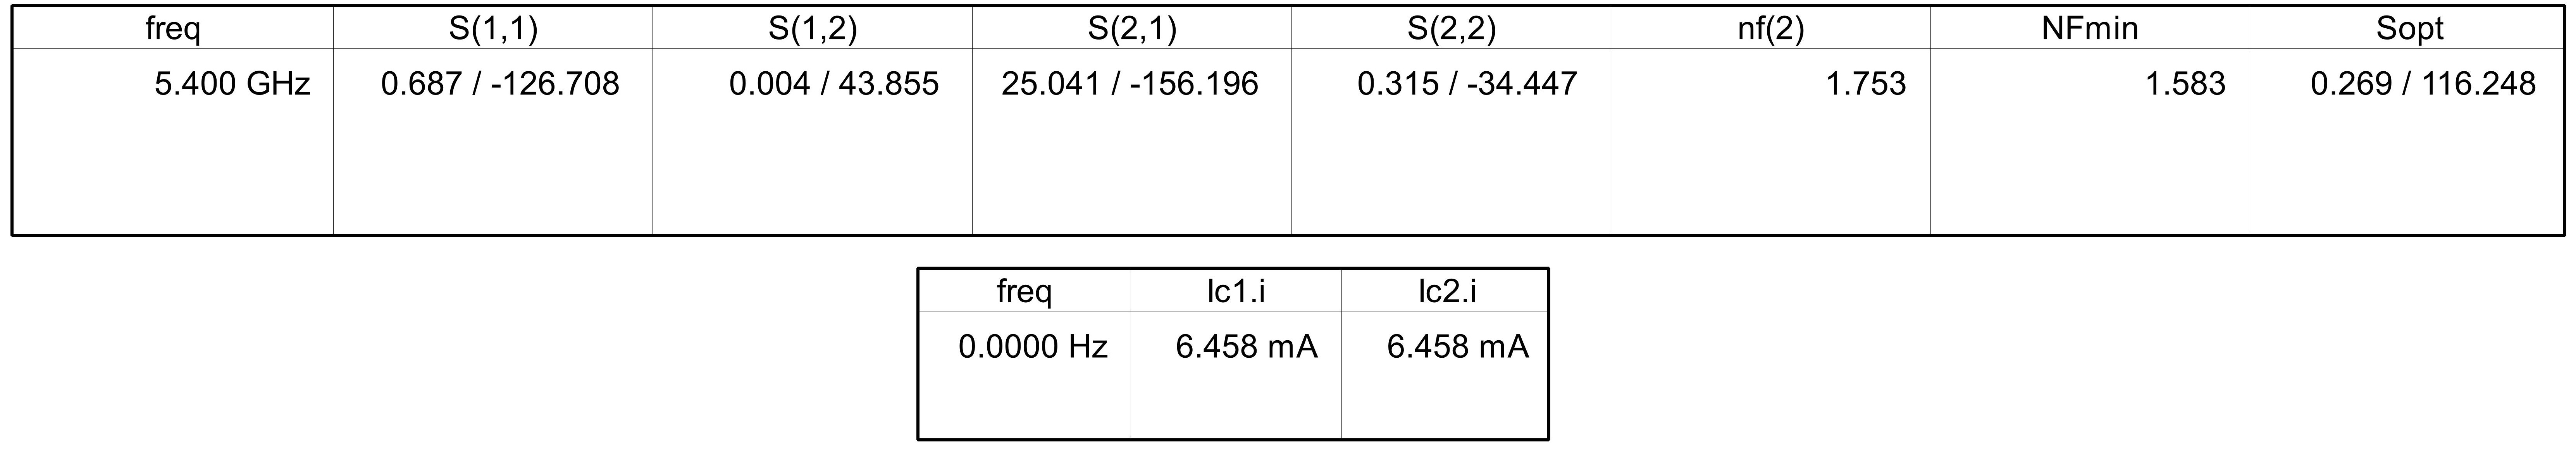 freq S(1,1) S(1,2) S(2,1) S(2,2) nf(2) NFmin Sopt
5.400 GHz 0.687 / -126.708 0.004 / 43.855 25.041 / -156.196 0.315 / -34.447 1.753 1.583 0.269 / 116.248
freq Ic1.i Ic2.i
0.0000 Hz 6.458 mA 6.458 mA